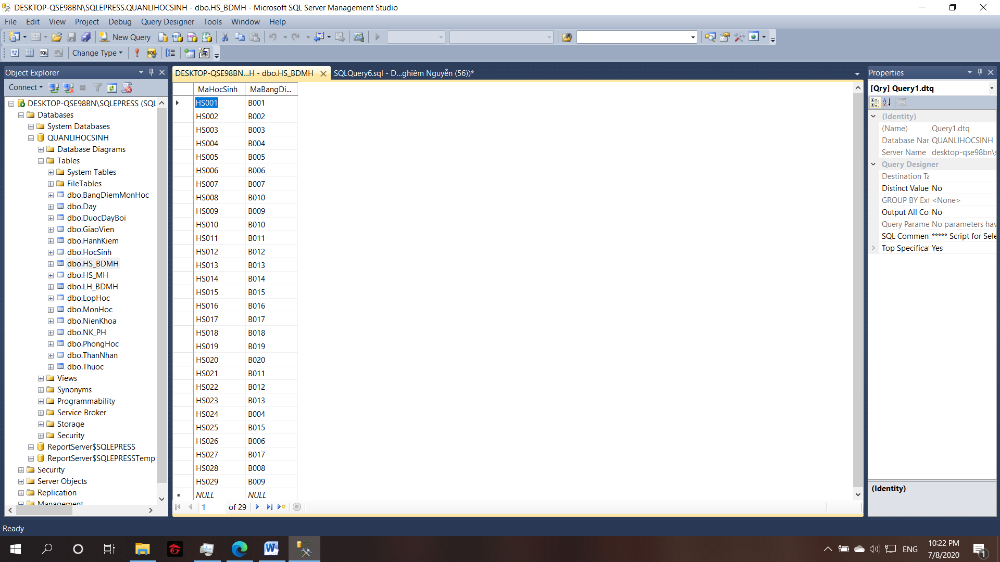 DESKTOP-QSE98BN\SQLEPRESS.QUANLIHOCSINH - dbo.HS_BDMH - Microsoft SQL Server Management Studio
File Edit View Project Debug Query Designer Tools Window Help
New Query
Change Type
Object Explorer
Connect
DESKTOP-QSE98BN\SQLEPRESS (SQL
Databases
System Databases
QUANLIHOCSINH
Database Diagrams
Tables
System Tables
FileTables
dbo.BangDiemMonHoc
dbo.Day
dbo.DuocDayBoi
dbo.GiaoVien
dbo.HanhKiem
dbo.HocSinh
dbo.HS_BDMH
dbo.HS_MH
dbo.LH_BDMH
dbo.LopHoc
dbo.MonHoc
dbo.NienKhoa
dbo.NK_PH
dbo.PhongHoc
dbo.ThanNhan
dbo.Thuoc
Views
Synonyms
Programmability
Service Broker
Storage
Security
ReportServer$SQLEPRESS
ReportServer$SQLEPRESSTemp
Security
Server Objects
Replication
Management
DESKTOP-QSE98BN...H - dbo.HS_BDMH SQLQuery6.sql - D...ghiêm Nguyễn (56))*
MaHocSinh MaBangDi...
HS001 B001
HS002 B002
HS003 B003
HS004 B004
HS005 B005
HS006 B006
HS007 B007
HS008 B010
HS009 B009
HS010 B010
HS011 B011
HS012 B012
HS013 B013
HS014 B014
HS015 B015
HS016 B016
HS017 B017
HS018 B018
HS019 B019
HS020 B020
HS021 B011
HS022 B012
HS023 B013
HS024 B004
HS025 B015
HS026 B006
HS027 B017
HS028 B008
HS029 B009
NULL NULL
1 of 29
Properties
[Qry] Query1.dtq
(Identity)
(Name) Query1.dtq
Database Nar QUANLIHOCSINH
Server Name desktop-qse98bn\s
Query Designer
Destination Ta
Distinct Value No
GROUP BY Ext <None>
Output All Co No
Query Parame No parameters hav
SQL Commen ***** Script for Sele
Top Specificat Yes
(Identity)
Ready
ENG
10:22 PM
7/8/2020
1